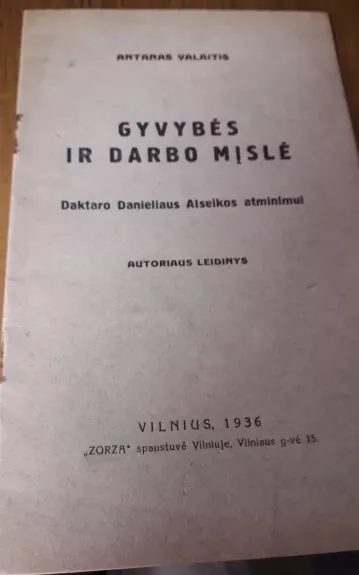 ANTANAS VALAITIS
GYVYBĖS
IR DARBO MĮSLĖ
Daktaro Danieliaus Alseikos atminimui
AUTORIAUS LEIDINYS
VILNIUS, 1936
„ZORZA" spaustuvė Vilniuje, Vilniaus g-vė 15.